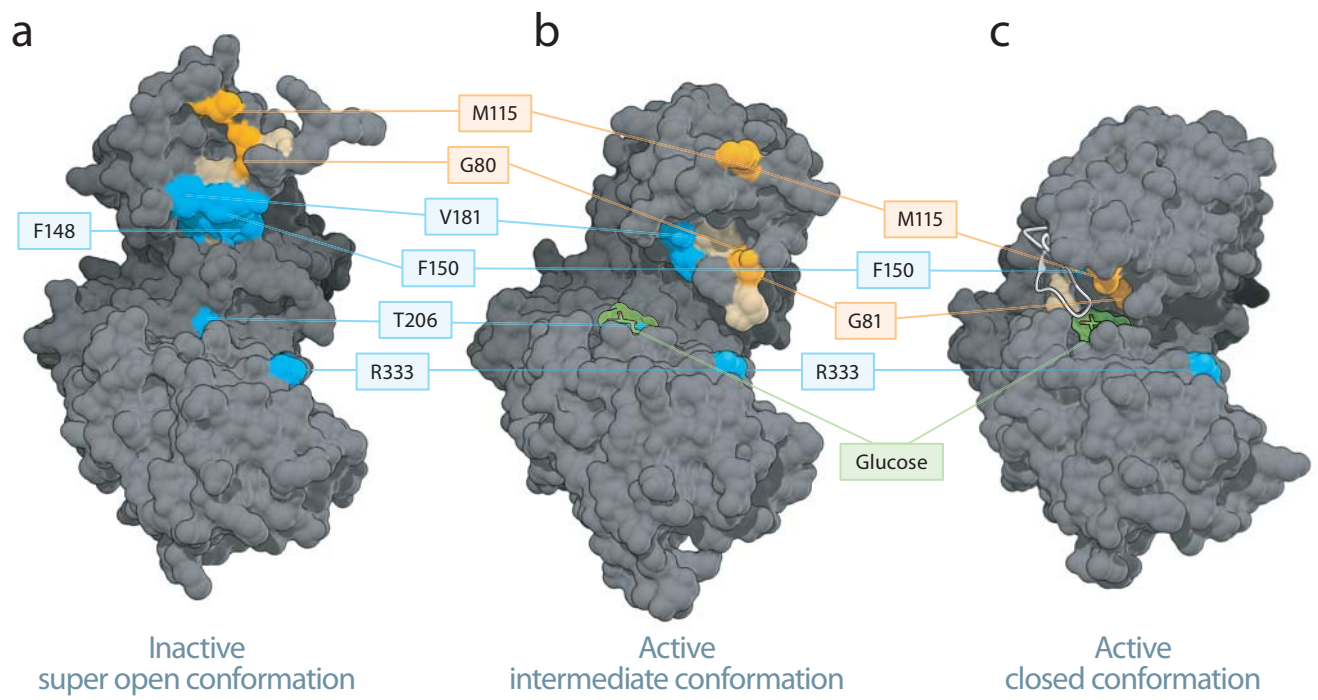 a
b
c
M115
G80
V181
M115
F148
F150
F150
T206
G81
R333
R333
Glucose
Inactive
super open conformation
Active
intermediate conformation
Active
closed conformation